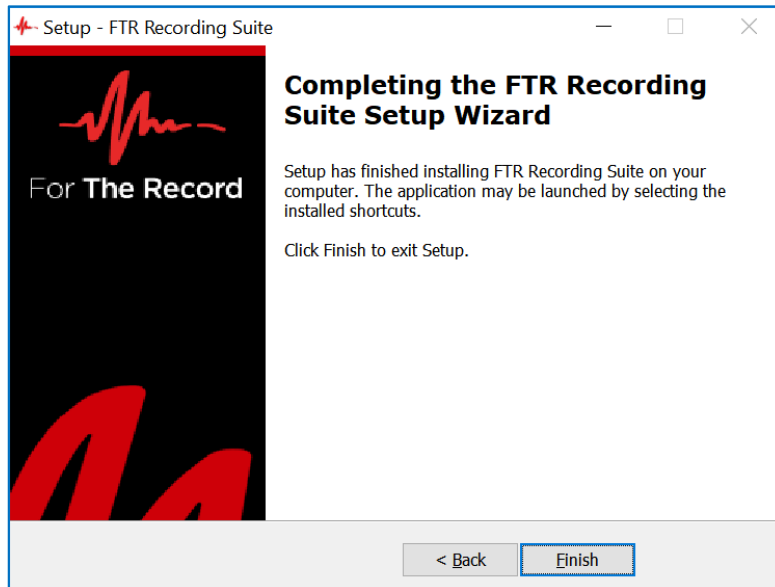 Setup - FTR Recording Suite
For The Record
Completing the FTR Recording
Suite Setup Wizard
Setup has finished installing FTR Recording Suite on your
computer. The application may be launched by selecting the
installed shortcuts.
Click Finish to exit Setup.
< Back
Finish